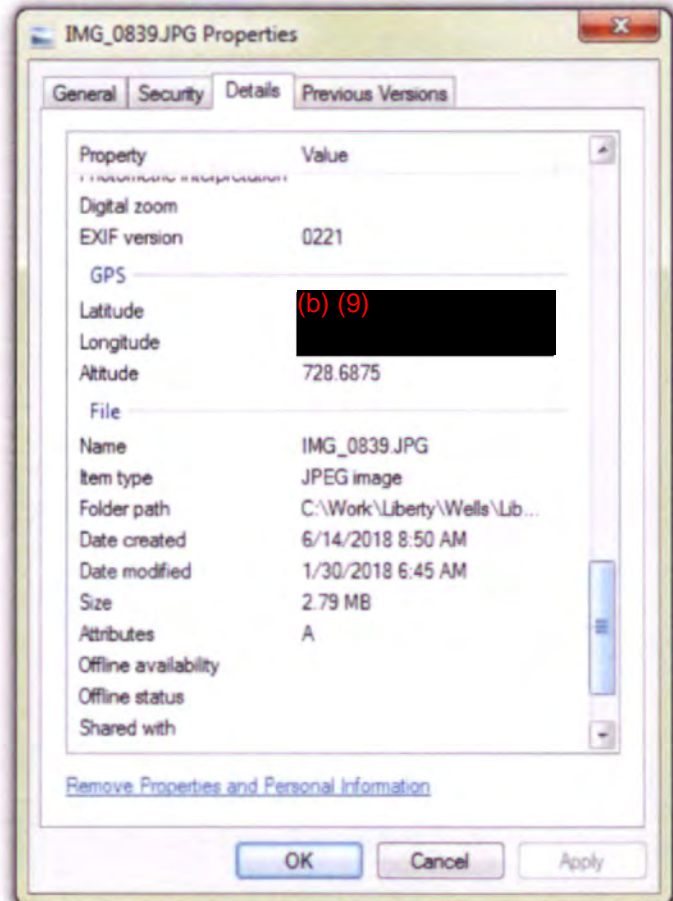 IMG_0839.JPG Properties
General Security Details Previous Versions
Property Value
Photometric interpretation
Digital zoom
EXIF version 0221
GPS
Latitude (b) (9)
Longitude
Altitude 728.6875
File
Name IMG_0839.JPG
Item type JPEG image
Folder path C:\Work\Liberty\Wells\Lib...
Date created 6/14/2018 8:50 AM
Date modified 1/30/2018 6:45 AM
Size 2.79 MB
Attributes A
Offline availability
Offline status
Shared with
Remove Properties and Personal Information
OK Cancel Apply